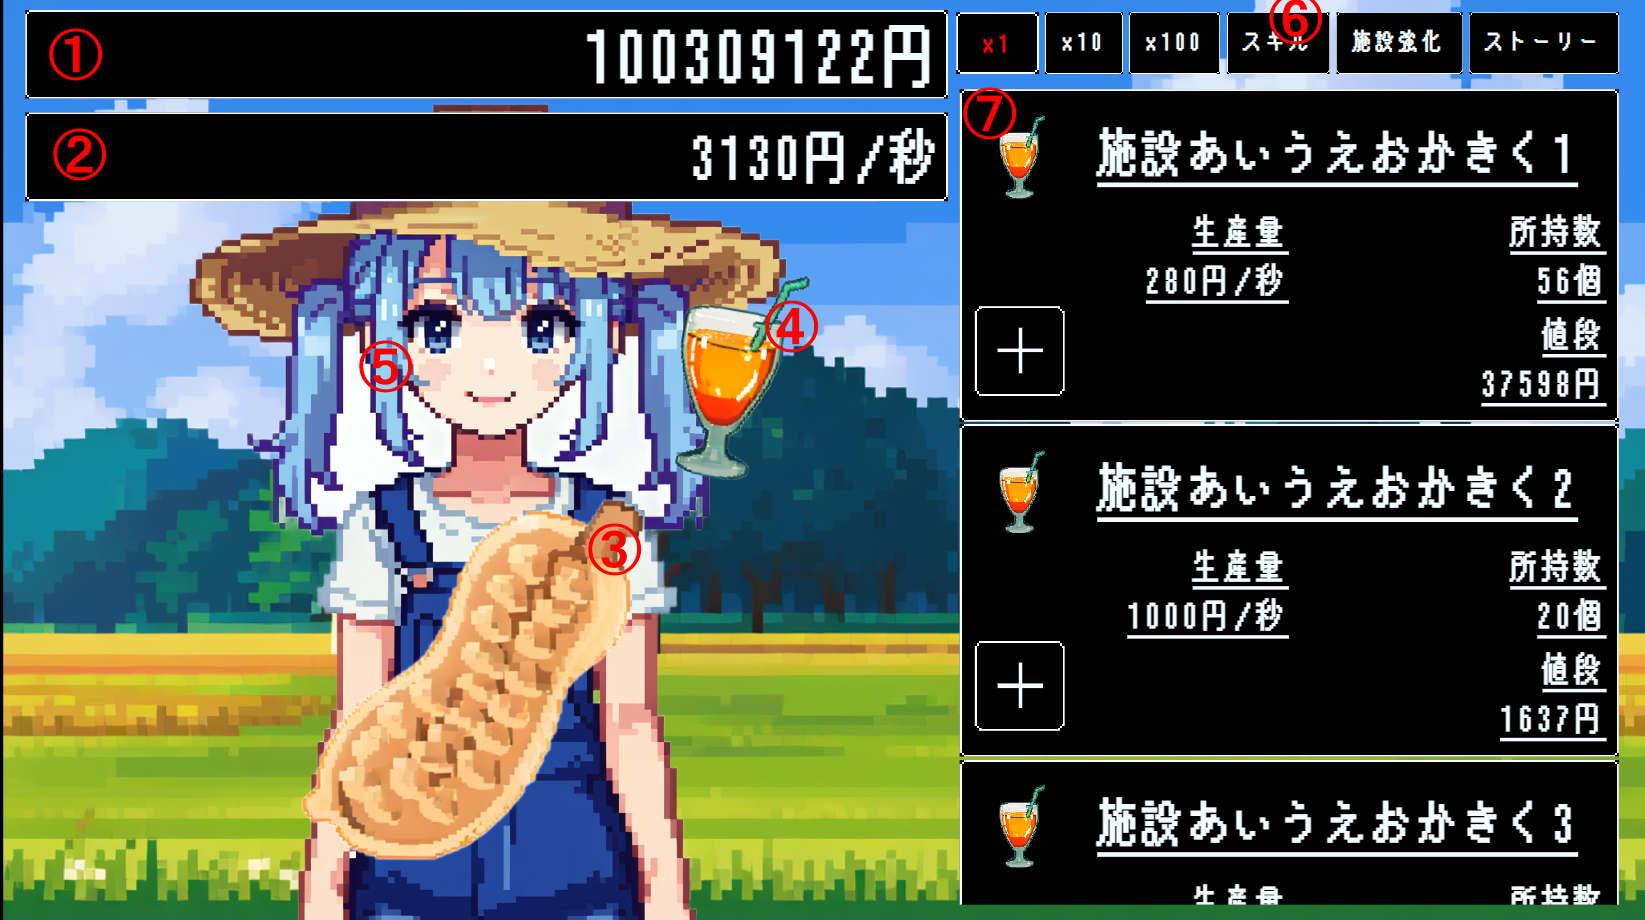 ① 100309122円
② 3130円/秒
x1 x10 x100 スキル 施設強化 ストーリー
⑥
⑦
施設あいうえおかきく1
生産量 所持数
280円/秒 56個
値段
+
37598円
施設あいうえおかきく2
生産量 所持数
1000円/秒 20個
値段
+
1637円
施設あいうえおかきく3
生産量 所持数
④
⑤
③